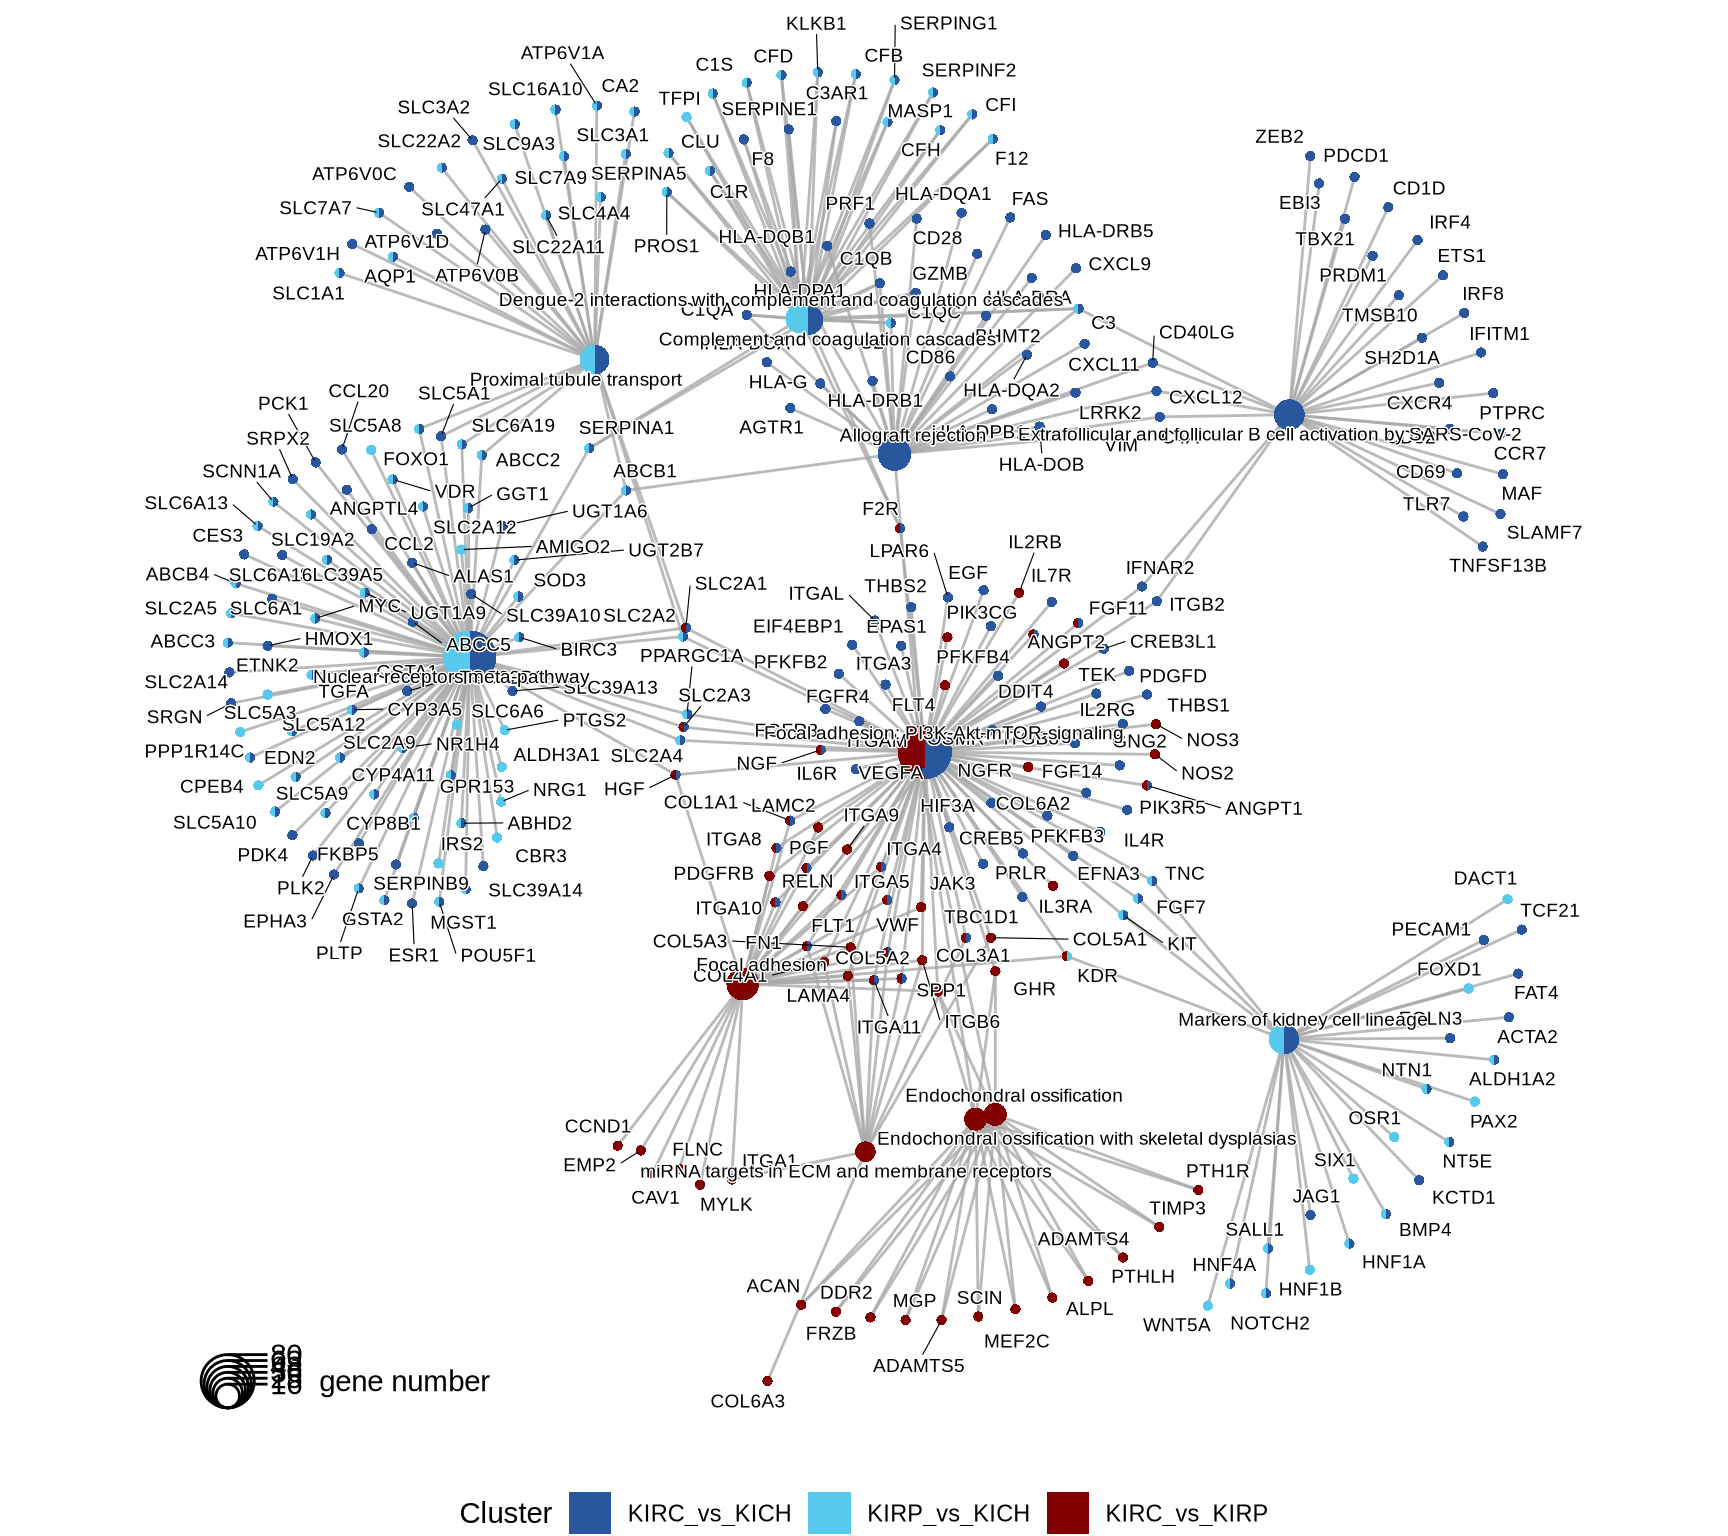 KLKB1
SERPING1
ATP6V1A
C1S
CFD
CFB
SERPINF2
SLC16A10
CA2
TFPI
C3AR1
SERPINE1
MASP1
CFI
SLC3A2
SLC22A2
SLC9A3
SLC3A1
CLU
F8
CFH
F12
ZEB2
PDCD1
ATP6V0C
SLC7A9
SERPINA5
C1R
HLA-DQA1
FAS
CD1D
SLC7A7
SLC47A1
SLC4A4
PRF1
EBI3
IRF4
ATP6V1H
ATP6V1D
SLC22A11
PROS1
HLA-DQB1
CD28
HLA-DRB5
TBX21
ETS1
AQP1
ATP6V0B
C1QB
GZMB
CXCL9
PRDM1
SLC1A1
HLA-DPA1
IRF8
Dengue-2 interactions with complement and coagulation cascades
C1QA
C1QC
C3
TMSB10
Complement and coagulation cascades
BHMT2
CD40LG
IFITM1
CD86
CXCL11
SH2D1A
Proximal tubule transport
HLA-G
HLA-DQA2
CCL20
SLC5A1
HLA-DRB1
CXCL12
CXCR4
PCK1
SLC5A8
SLC6A19
SERPINA1
AGTR1
LRRK2
PTPRC
SRPX2
Allograft rejection
Extrafollicular and follicular B cell activation by SARS-CoV-2
VIM
FOXO1
ABCC2
ABCB1
HLA-DOB
CCR7
SCNN1A
CD69
SLC6A13
VDR
GGT1
MAF
ANGPTL4
SLC2A12
UGT1A6
F2R
TLR7
SLAMF7
CES3
SLC19A2
CCL2
AMIGO2
UGT2B7
LPAR6
IL2RB
TNFSF13B
ABCB4
SLC6A16
LC39A5
ALAS1
SOD3
SLC2A1
THBS2
EGF
IL7R
IFNAR2
SLC2A5
SLC6A1
MYC
UGT1A9
SLC39A10
SLC2A2
ITGAL
PIK3CG
FGF11
ITGB2
ABCC3
HMOX1
ABCC5
BIRC3
EIF4EBP1
EPAS1
ANGPT2
CREB3L1
ETNK2
PPARGC1A
PFKFB2
ITGA3
PFKFB4
Nuclear receptors meta-pathway
SLC2A14
TGFA
SLC39A13
SLC2A3
FGFR4
DDIT4
TEK
PDGFD
SRGN
SLC5A3
CYP3A5
SLC6A6
FLT4
IL2RG
THBS1
SLC5A12
PTGS2
Focal adhesion: PI3K-Akt-mTOR-signaling
PPP1R14C
EDN2
SLC2A9
NR1H4
ALDH3A1
SLC2A4
ITGAM
NOS3
NGF
IL6R
VEGFA
NGFR
FGF14
NOS2
CPEB4
CYP4A11
GPR153
NRG1
HGF
SLC5A9
COL1A1
LAMC2
HIF3A
COL6A2
PIK3R5
ANGPT1
SLC5A10
CYP8B1
ABHD2
ITGA8
ITGA9
CREB5
PFKFB3
IL4R
PDK4
FKBP5
IRS2
CBR3
PGF
ITGA4
PLK2
SERPINB9
SLC39A14
PDGFRB
RELN
ITGA5
JAK3
PRLR
EFNA3
TNC
DACT1
EPHA3
GSTA2
MGST1
ITGA10
FLT1
VWF
TBC1D1
IL3RA
FGF7
TCF21
PLTP
ESR1
POU5F1
COL5A3
FN1
COL5A2
COL3A1
COL5A1
KIT
PECAM1
Focal adhesion
COL4A1
KDR
FOXD1
LAMA4
SPP1
GHR
FAT4
ITGA11
ITGB6
Markers of kidney cell lineage
ACTA2
NTN1
ALDH1A2
Endochondral ossification
PAX2
CCND1
Endochondral ossification with skeletal dysplasias
OSR1
EMP2
FLNC
ITGA1
SIX1
NT5E
miRNA targets in ECM and membrane receptors
PTH1R
CAV1
MYLK
TIMP3
JAG1
KCTD1
ADAMTS4
SALL1
BMP4
PTHLH
HNF4A
HNF1A
ACAN
DDR2
MGP
SCIN
ALPL
HNF1B
FRZB
MEF2C
WNT5A
NOTCH2
ADAMTS5
COL6A3
80
gene number
Cluster
KIRC_vs_KICH
KIRP_vs_KICH
KIRC_vs_KIRP